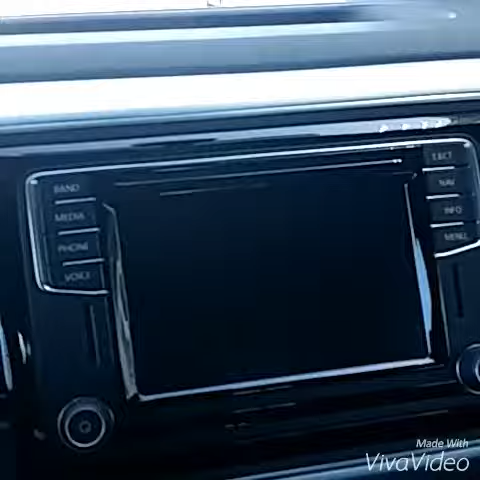 BAND
MEDIA
PHONE
VOICE
EJECT
NAV
INFO
MENU
Made With
VivaVideo